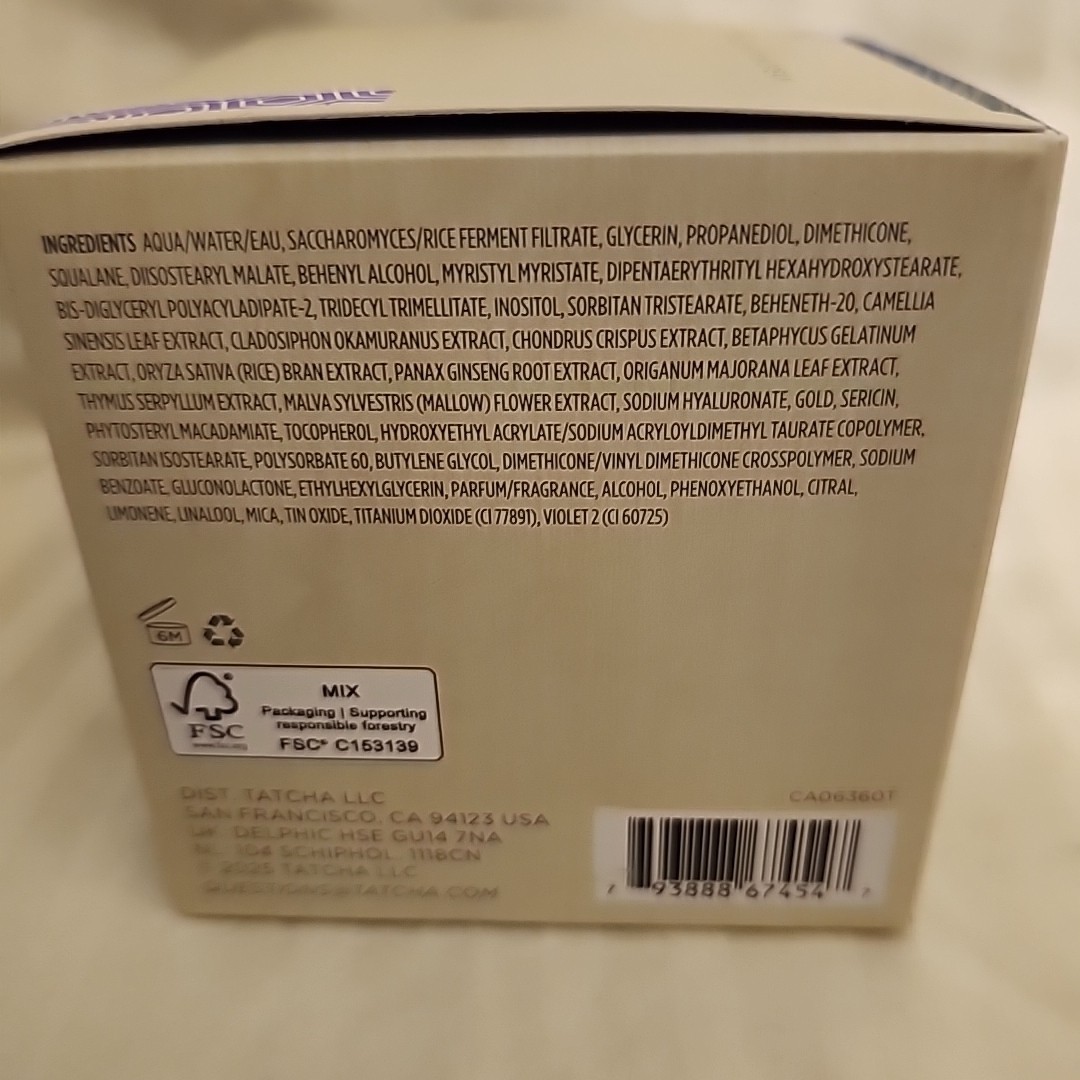 INGREDIENTS AQUA/WATER/EAU, SACCHAROMYCES/RICE FERMENT FILTRATE, GLYCERIN, PROPANEDIOL, DIMETHICONE,
SQUALANE, DIISOSTEARYL MALATE, BEHENYL ALCOHOL, MYRISTYL MYRISTATE, DIPENTAERYTHRITYL HEXAHYDROXYSTEARATE,
BIS-DIGLYCERYL POLYACYLADIPATE-2, TRIDECYL TRIMELLITATE, INOSITOL, SORBITAN TRISTEARATE, BEHENETH-20, CAMELLIA
SINENSIS LEAF EXTRACT, CLADOSIPHON OKAMURANUS EXTRACT, CHONDRUS CRISPUS EXTRACT, BETAPHYCUS GELATINUM
EXTRACT, ORYZA SATIVA (RICE) BRAN EXTRACT, PANAX GINSENG ROOT EXTRACT, ORIGANUM MAJORANA LEAF EXTRACT,
THYMUS SERPYLLUM EXTRACT, MALVA SYLVESTRIS (MALLOW) FLOWER EXTRACT, SODIUM HYALURONATE, GOLD, SERICIN,
PHYTOSTERYL MACADAMIATE, TOCOPHEROL, HYDROXYETHYL ACRYLATE/SODIUM ACRYLOYLDIMETHYL TAURATE COPOLYMER,
SORBITAN ISOSTEARATE, POLYSORBATE 60, BUTYLENE GLYCOL, DIMETHICONE/VINYL DIMETHICONE CROSSPOLYMER, SODIUM
BENZOATE, GLUCONOLACTONE, ETHYLHEXYLGLYCERIN, PARFUM/FRAGRANCE, ALCOHOL, PHENOXYETHANOL, CITRAL,
LIMONENE, LINALOOL, MICA, TIN OXIDE, TITANIUM DIOXIDE (CI 77891), VIOLET 2 (CI 60725)
6M
FSC
MIX
Packaging | Supporting
responsible forestry
FSC® C153139
DIST. TATCHA LLC
SAN FRANCISCO, CA 94123 USA
UK: DELPHIC HSE GU14 7NA
NL: 104 SCHIPHOL, 1118CN
© 2025 TATCHA LLC
QUESTIONS@TATCHA.COM
CA06360T
7 93888 67454 7